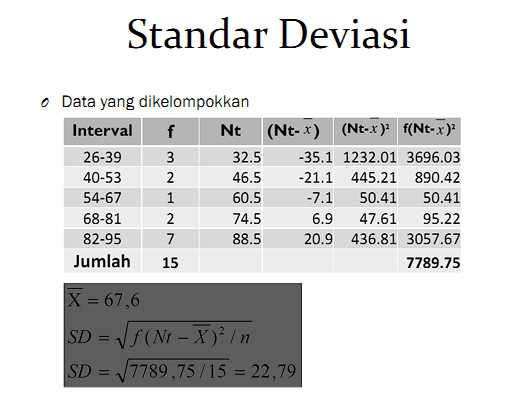 Standar Deviasi
Data yang dikelompokkan
Interval f Nt (Nt-x̅) (Nt-x̅)² f(Nt-x̅)²
26-39 3 32.5 -35.1 1232.01 3696.03
40-53 2 46.5 -21.1 445.21 890.42
54-67 1 60.5 -7.1 50.41 50.41
68-81 2 74.5 6.9 47.61 95.22
82-95 7 88.5 20.9 436.81 3057.67
Jumlah 15 7789.75
X̅ = 67,6
SD = √f(Nt − X̅)² / n
SD = √7789,75/15 = 22,79